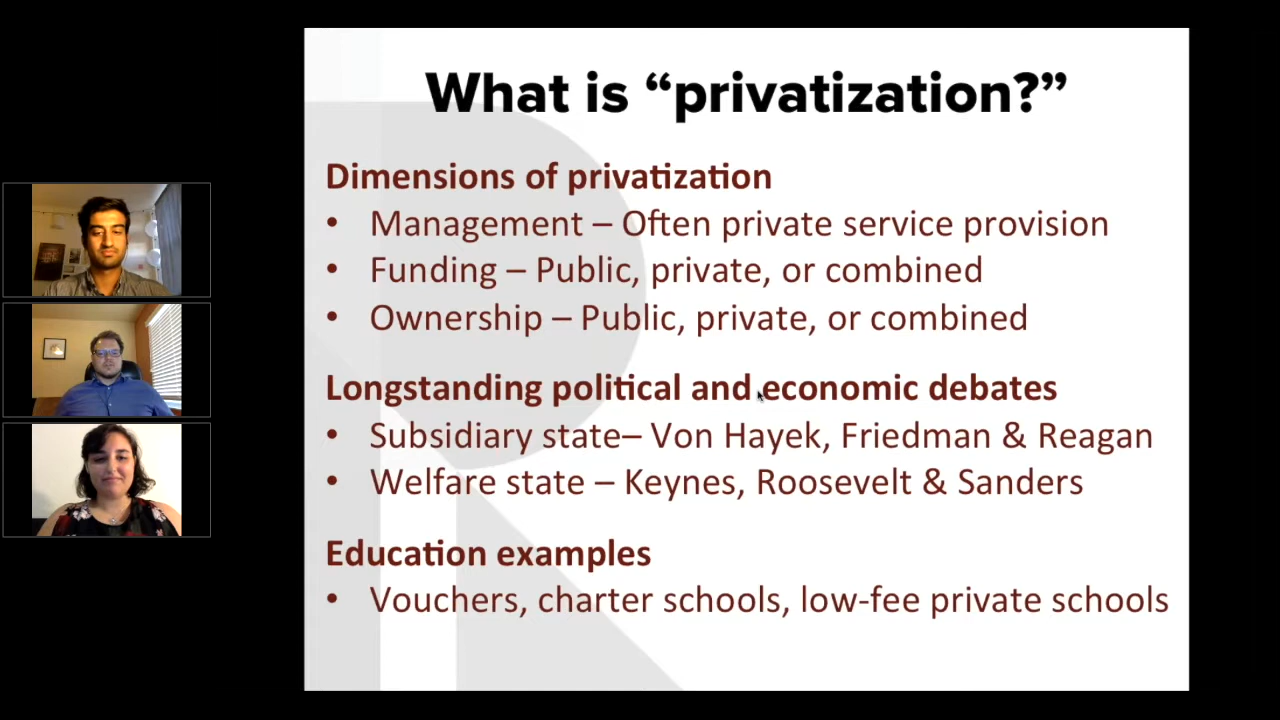 What is “privatization?”
Dimensions of privatization
• Management – Often private service provision
• Funding – Public, private, or combined
• Ownership – Public, private, or combined
Longstanding political and economic debates
• Subsidiary state– Von Hayek, Friedman & Reagan
• Welfare state – Keynes, Roosevelt & Sanders
Education examples
• Vouchers, charter schools, low-fee private schools